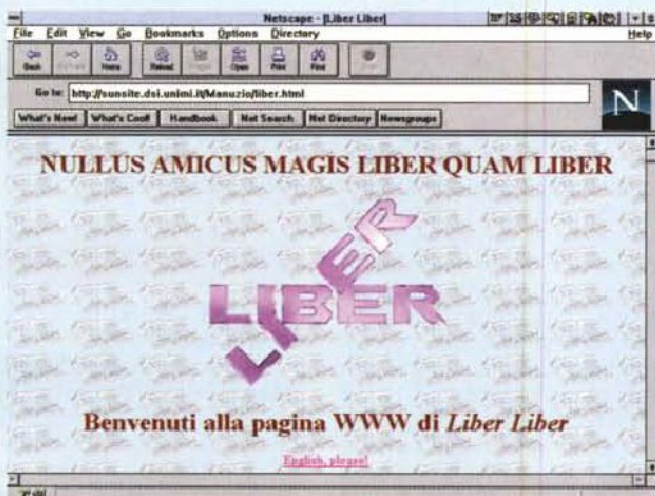 Netscape - [Liber Liber]
File Edit View Go Bookmarks Options Directory Help
Back Home Reload Open Print Find
Go to: http://sunsite.dsi.unimi.it/Manuzio/liber.html
What's New! What's Cool! Handbook Net Search Net Directory Newsgroups
N
NULLUS AMICUS MAGIS LIBER QUAM LIBER
LIBER
LIBER
Benvenuti alla pagina WWW di Liber Liber
English, please!